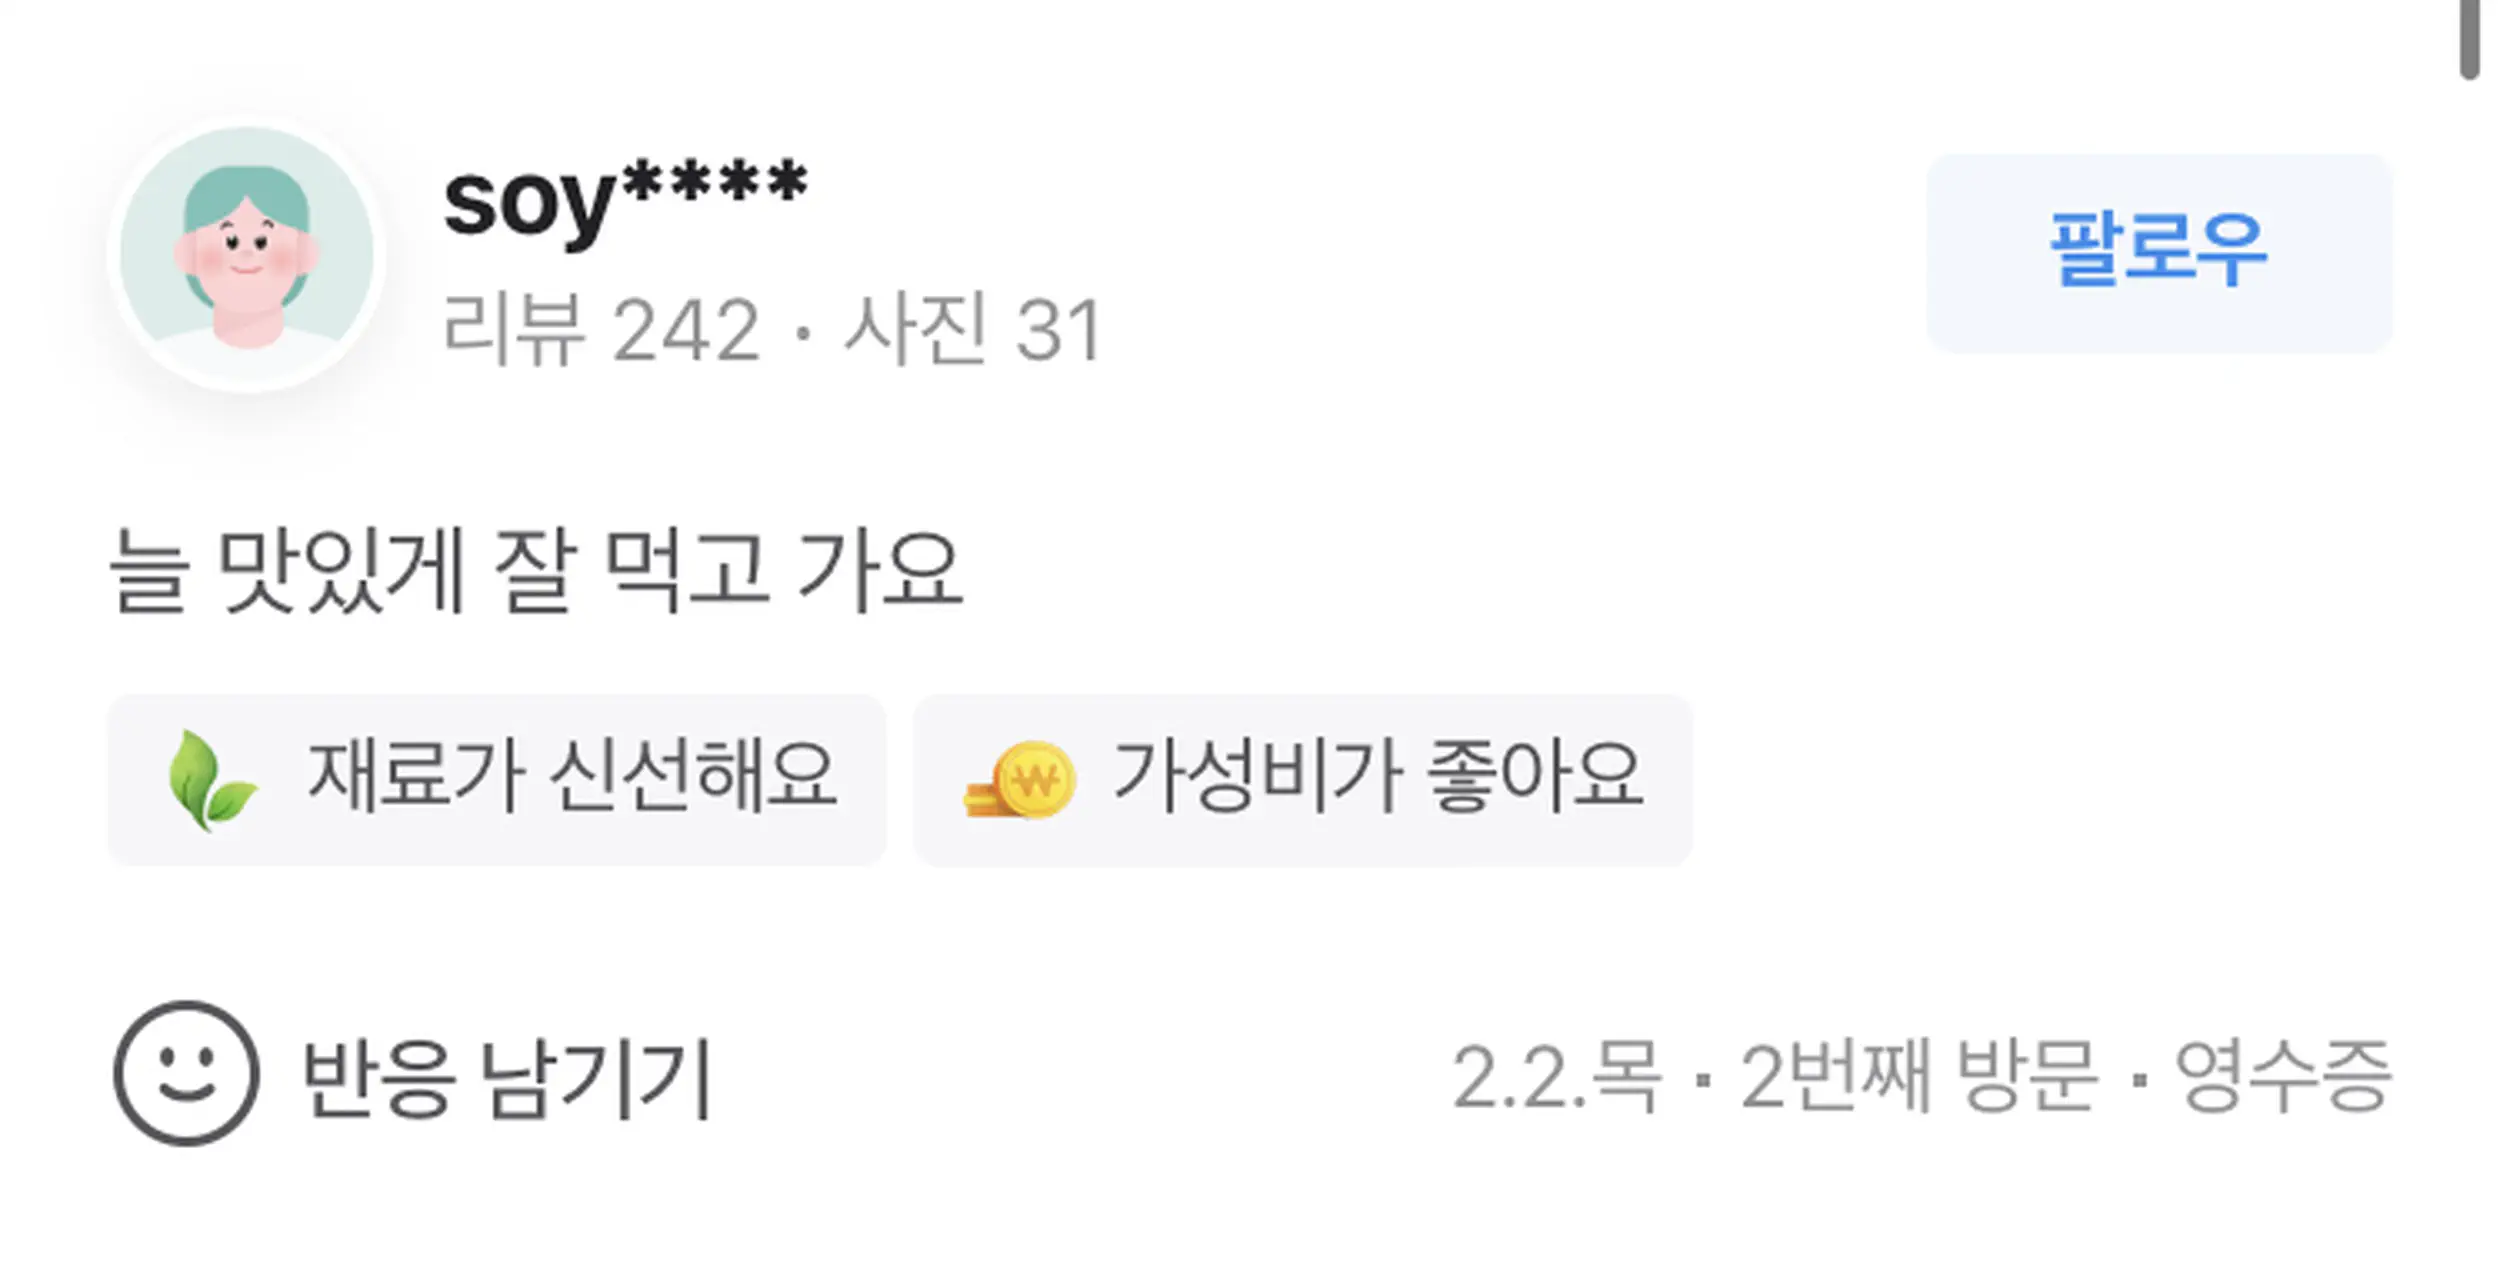 soy****
리뷰 242 · 사진 31
팔로우
늘 맛있게 잘 먹고 가요
재료가 신선해요 가성비가 좋아요
반응 남기기 2.2.목 · 2번째 방문 · 영수증